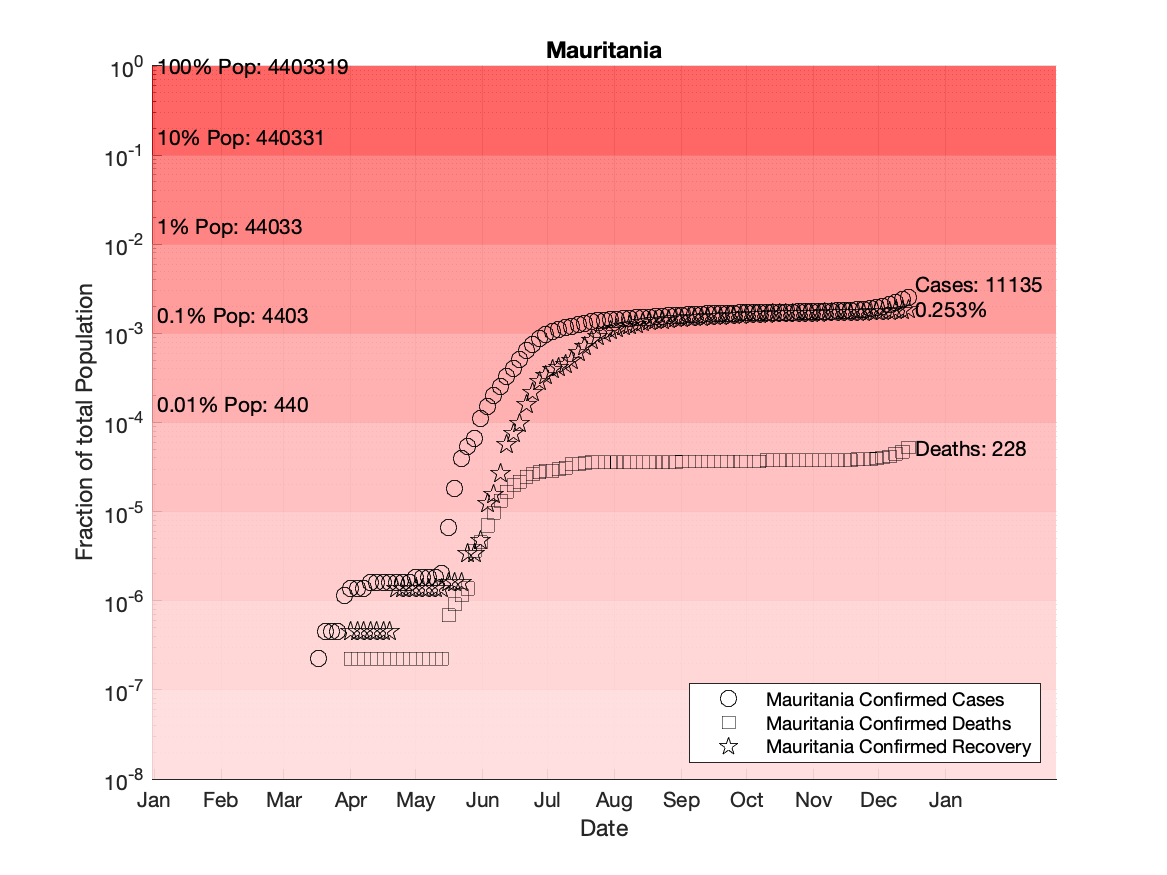 Mauritania
10^0
100% Pop: 4403319
10% Pop: 440331
10^-1
1% Pop: 44033
10^-2
Cases: 11135
0.253%
0.1% Pop: 4403
10^-3
0.01% Pop: 440
10^-4
Deaths: 228
10^-5
10^-6
10^-7
10^-8
Fraction of total Population
Mauritania Confirmed Cases
Mauritania Confirmed Deaths
Mauritania Confirmed Recovery
Jan Feb Mar Apr May Jun Jul Aug Sep Oct Nov Dec Jan
Date